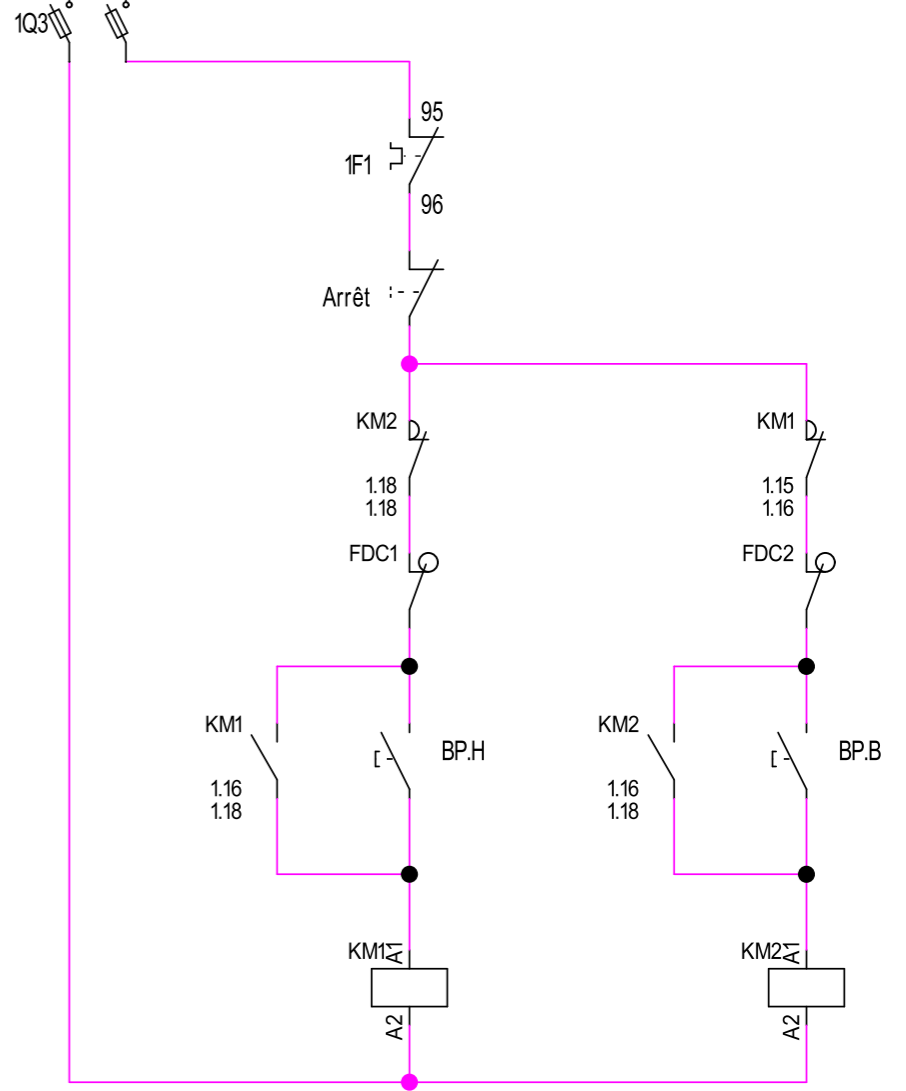 1Q3
95
1F1
96
Arrêt
KM2
1.18
1.18
KM1
1.15
1.16
FDC1
FDC2
KM1
1.16
1.18
BP.H
KM2
1.16
1.18
BP.B
KM1
A1
A2
KM2
A1
A2